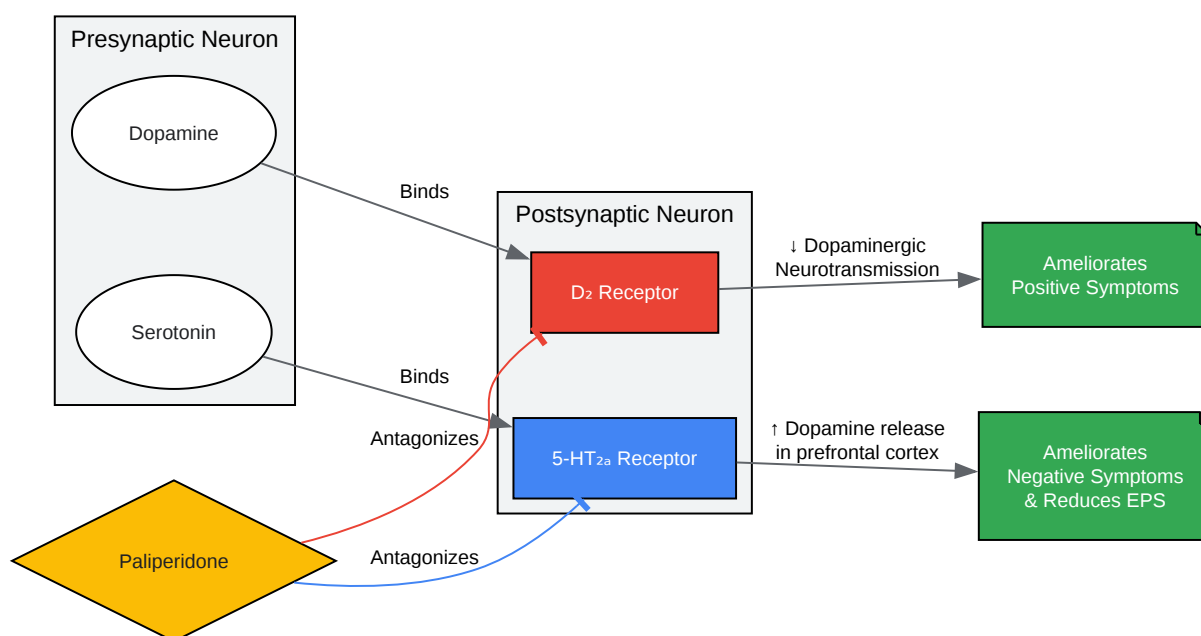 Presynaptic Neuron
Dopamine
Serotonin
Binds
Binds
Antagonizes
Antagonizes
Paliperidone
Postsynaptic Neuron
D₂ Receptor
5-HT₂ₐ Receptor
↓ Dopaminergic
Neurotransmission
↑ Dopamine release
in prefrontal cortex
Ameliorates
Positive Symptoms
Ameliorates
Negative Symptoms
& Reduces EPS